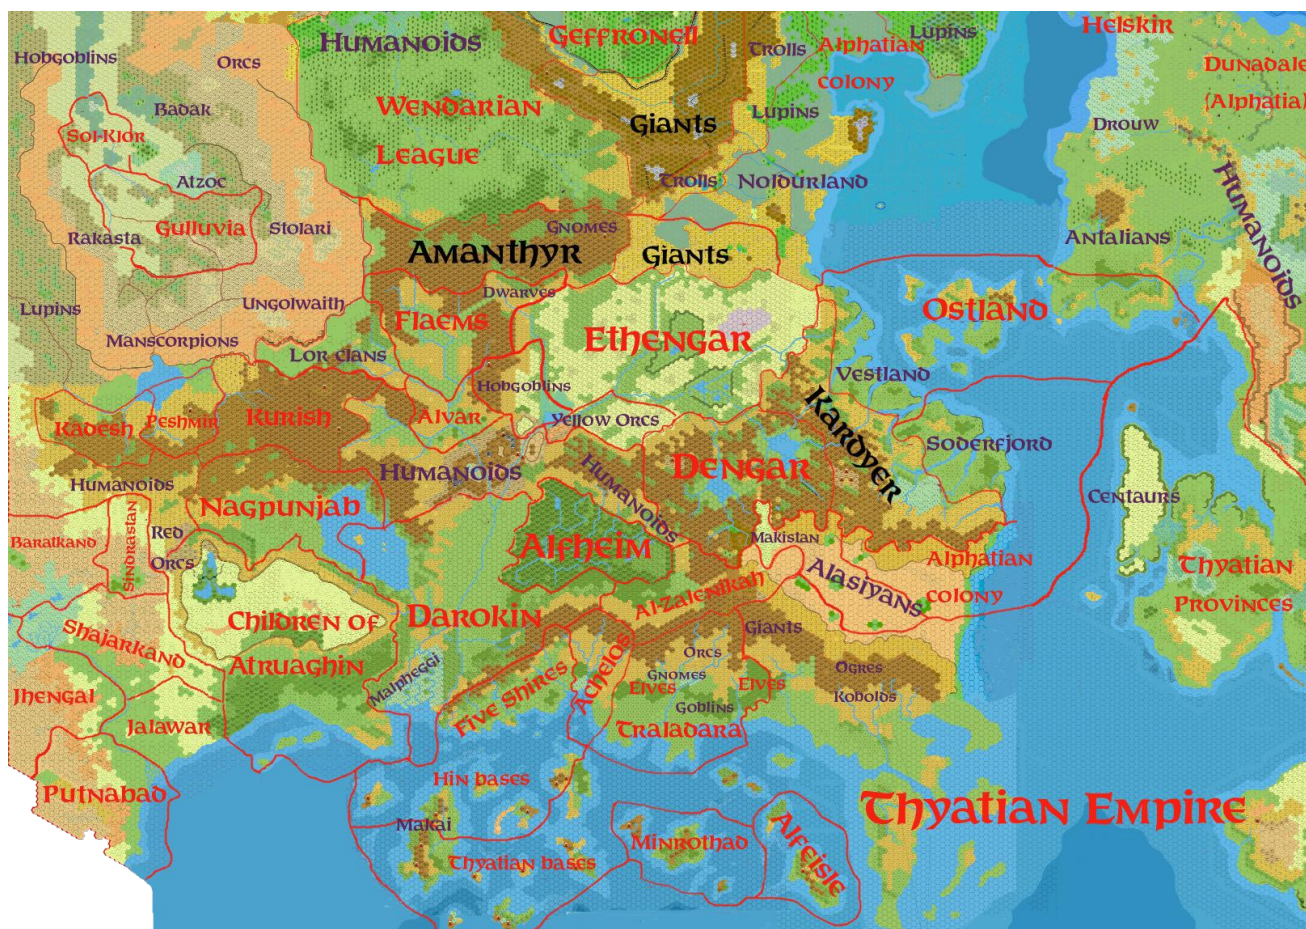 Humanoids
Geffronell
Trolls
Alphatian
colony
Lupins
Helskir
Hobgoblins
Orcs
Dunadale
(Alphatia)
Badak
Wendarian
League
Giants
Lupins
Drouw
Sol-Klor
Atzoc
Trolls
Noldurland
Humanoids
Gulluvia
Stolari
Rakasta
Gnomes
Amanthyr
Giants
Antalians
Dwarves
Ungolwaith
Lupins
Flaems
Ethengar
Ostland
Manscorpions
Lor clans
Vestland
Hobgoblins
Kadesh
Peshmir
Kurish
Alvar
Yellow Orcs
Kardyer
Soderfjord
Humanoids
Humanoids
Humanoids
Dengar
Centaurs
Nagpunjab
Baralkand
Sindrastan
Red
Orcs
Alfheim
Makistan
Alphatian
colony
Alasiyans
Thyatian
Provinces
Children of
Atruaghin
Darokin
Al-Zalenikah
Shajarkand
Giants
Achelos
Orcs
Gnomes
Ogres
Kobolds
Malpheggi
Five Shires
Elves
Elves
Goblins
Jhengal
Jalawar
Traladara
Putnabad
Hin bases
Thyatian Empire
Makai
Minrothad
Alfeisle
Thyatian bases